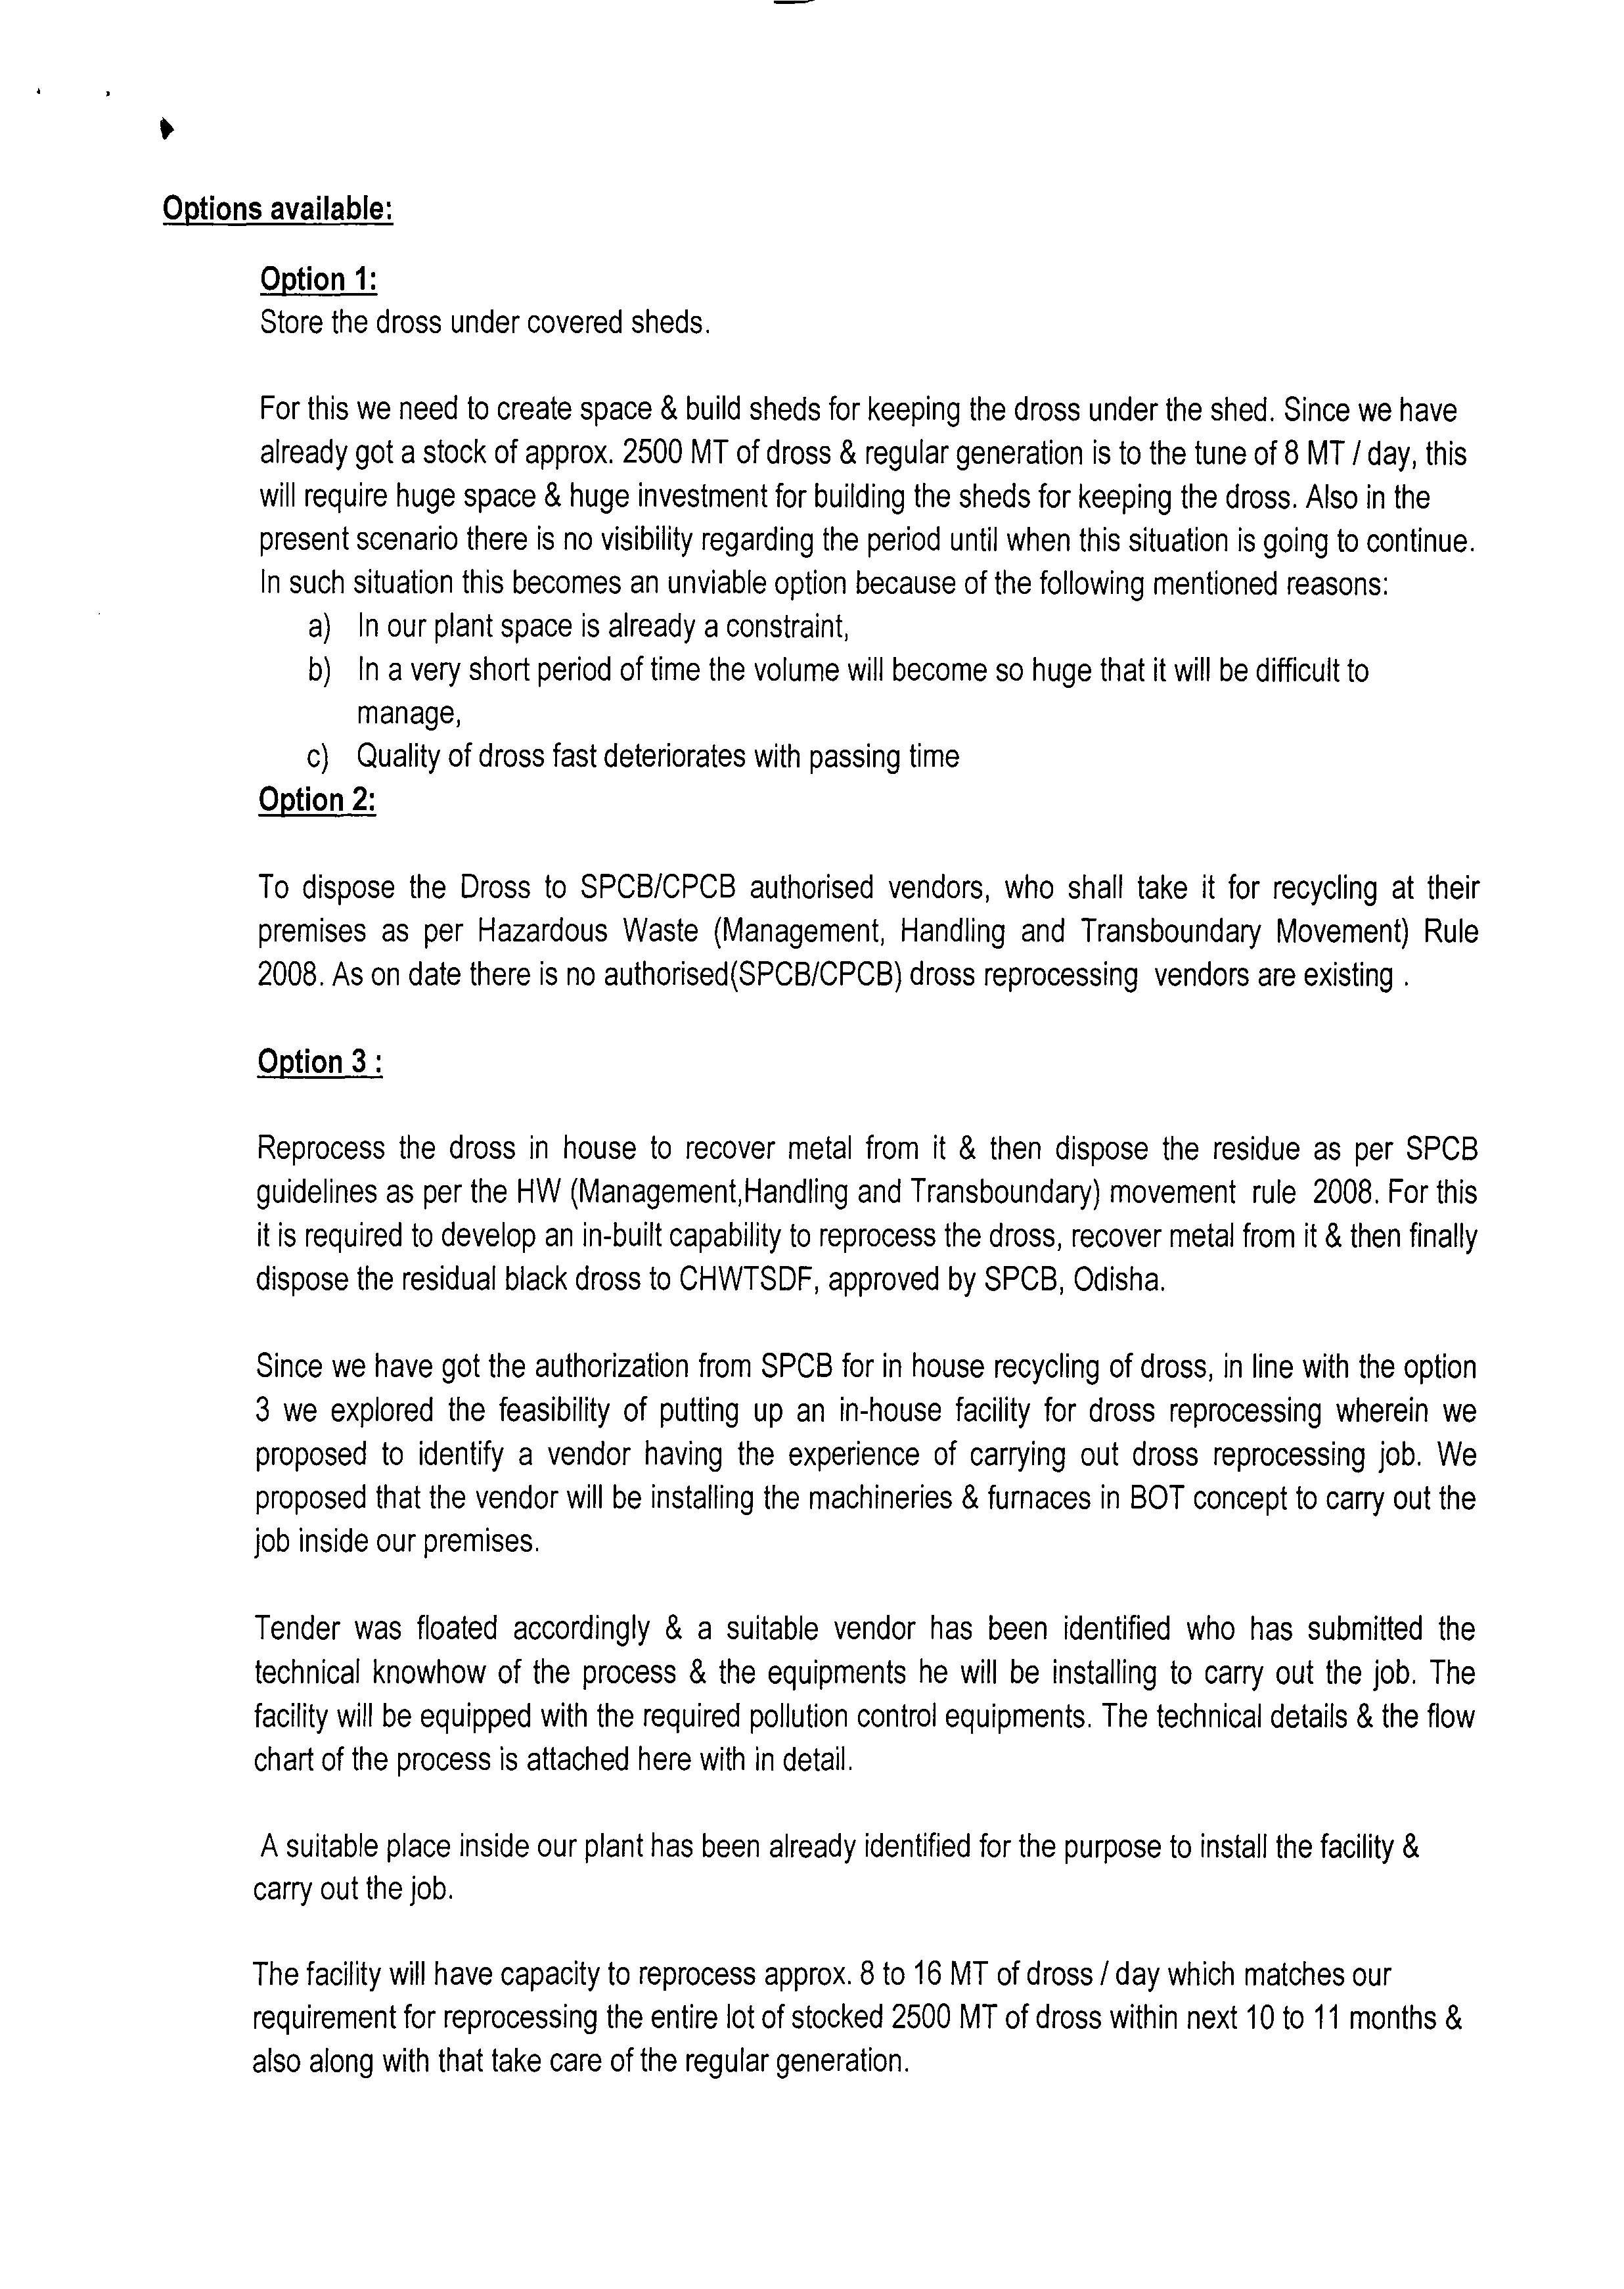 Options available:
Option 1:
Store the dross under covered sheds.
For this we need to create space & build sheds for keeping the dross under the shed. Since we have
already got a stock of approx. 2500 MT of dross & regular generation is to the tune of 8 MT / day, this
will require huge space & huge investment for building the sheds for keeping the dross. Also in the
present scenario there is no visibility regarding the period until when this situation is going to continue.
In such situation this becomes an unviable option because of the following mentioned reasons:
a) In our plant space is already a constraint,
b) In a very short period of time the volume will become so huge that it will be difficult to
manage,
c) Quality of dross fast deteriorates with passing time
Option 2:
To dispose the Dross to SPCB/CPCB authorised vendors, who shall take it for recycling at their
premises as per Hazardous Waste (Management, Handling and Transboundary Movement) Rule
2008. As on date there is no authorised(SPCB/CPCB) dross reprocessing vendors are existing .
Option 3 :
Reprocess the dross in house to recover metal from it & then dispose the residue as per SPCB
guidelines as per the HW (Management,Handling and Transboundary) movement rule 2008. For this
it is required to develop an in-built capability to reprocess the dross, recover metal from it & then finally
dispose the residual black dross to CHWTSDF, approved by SPCB, Odisha.
Since we have got the authorization from SPCB for in house recycling of dross, in line with the option
3 we explored the feasibility of putting up an in-house facility for dross reprocessing wherein we
proposed to identify a vendor having the experience of carrying out dross reprocessing job. We
proposed that the vendor will be installing the machineries & furnaces in BOT concept to carry out the
job inside our premises.
Tender was floated accordingly & a suitable vendor has been identified who has submitted the
technical knowhow of the process & the equipments he will be installing to carry out the job. The
facility will be equipped with the required pollution control equipments. The technical details & the flow
chart of the process is attached here with in detail.
A suitable place inside our plant has been already identified for the purpose to install the facility &
carry out the job.
The facility will have capacity to reprocess approx. 8 to 16 MT of dross / day which matches our
requirement for reprocessing the entire lot of stocked 2500 MT of dross within next 10 to 11 months &
also along with that take care of the regular generation.